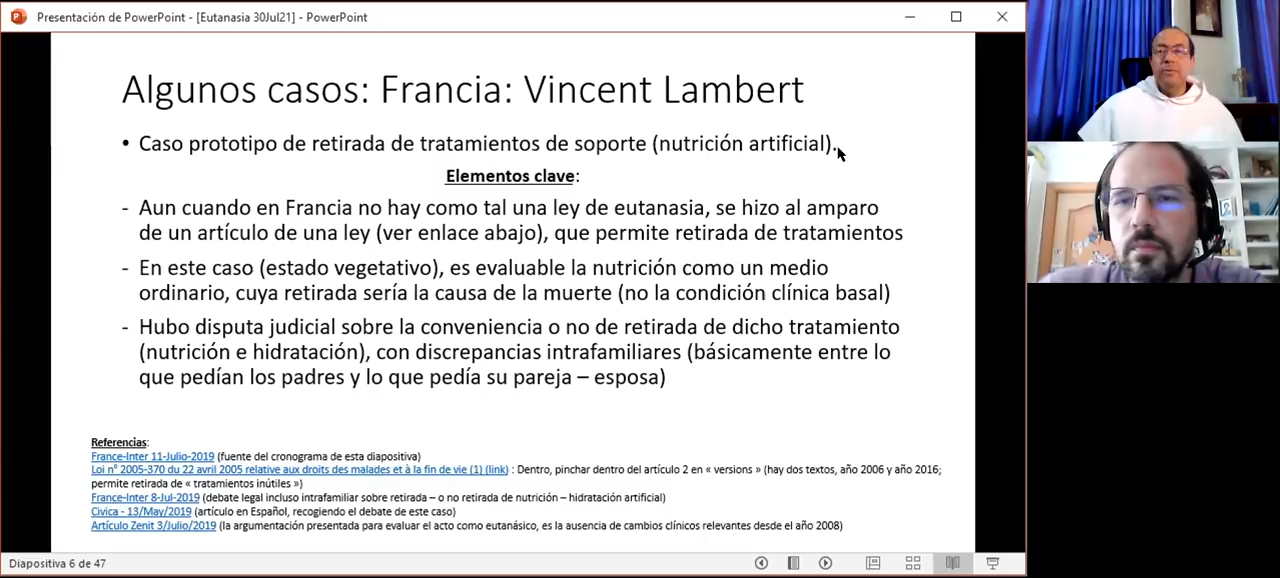 Presentación de PowerPoint - [Eutanasia 30Jul21] - PowerPoint
Algunos casos: Francia: Vincent Lambert
• Caso prototipo de retirada de tratamientos de soporte (nutrición artificial).
Elementos clave:
- Aun cuando en Francia no hay como tal una ley de eutanasia, se hizo al amparo
de un artículo de una ley (ver enlace abajo), que permite retirada de tratamientos
- En este caso (estado vegetativo), es evaluable la nutrición como un medio
ordinario, cuya retirada sería la causa de la muerte (no la condición clínica basal)
- Hubo disputa judicial sobre la conveniencia o no de retirada de dicho tratamiento
(nutrición e hidratación), con discrepancias intrafamiliares (básicamente entre lo
que pedían los padres y lo que pedía su pareja – esposa)
Referencias:
France-Inter 11-Julio-2019 (fuente del cronograma de esta diapositiva)
Loi n° 2005-370 du 22 avril 2005 relative aux droits des malades et à la fin de vie (1) (link) : Dentro, pinchar dentro del artículo 2 en « versions » (hay dos textos, año 2006 y año 2016;
permite retirada de « tratamientos inútiles »)
France-Inter 8-Jul-2019 (debate legal incluso intrafamiliar sobre retirada – o no retirada de nutrición – hidratación artificial)
Civica - 13/May/2019 (artículo en Español, recogiendo el debate de este caso)
Artículo Zenit 3/Julio/2019 (la argumentación presentada para evaluar el acto como eutanásico, es la ausencia de cambios clínicos relevantes desde el año 2008)
Diapositiva 6 de 47